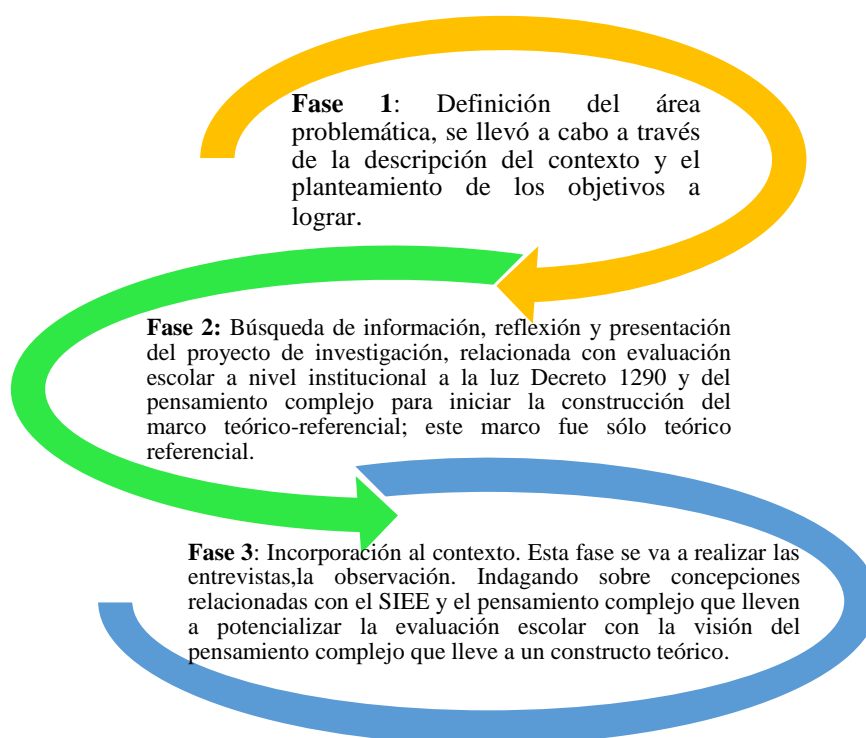 Fase 1: Definición del área
problemática, se llevó a cabo a través
de la descripción del contexto y el
planteamiento de los objetivos a
lograr.
Fase 2: Búsqueda de información, reflexión y presentación
del proyecto de investigación, relacionada con evaluación
escolar a nivel institucional a la luz Decreto 1290 y del
pensamiento complejo para iniciar la construcción del
marco teórico-referencial; este marco fue sólo teórico
referencial.
Fase 3: Incorporación al contexto. Esta fase se va a realizar las
entrevistas,la observación. Indagando sobre concepciones
relacionadas con el SIEE y el pensamiento complejo que lleven
a potencializar la evaluación escolar con la visión del
pensamiento complejo que lleve a un constructo teórico.